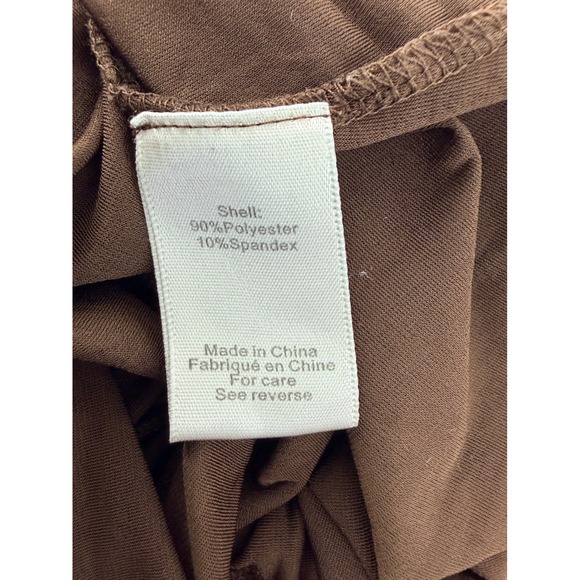 Shell:
90%Polyester
10%Spandex
Made in China
Fabriqué en Chine
For care
See reverse